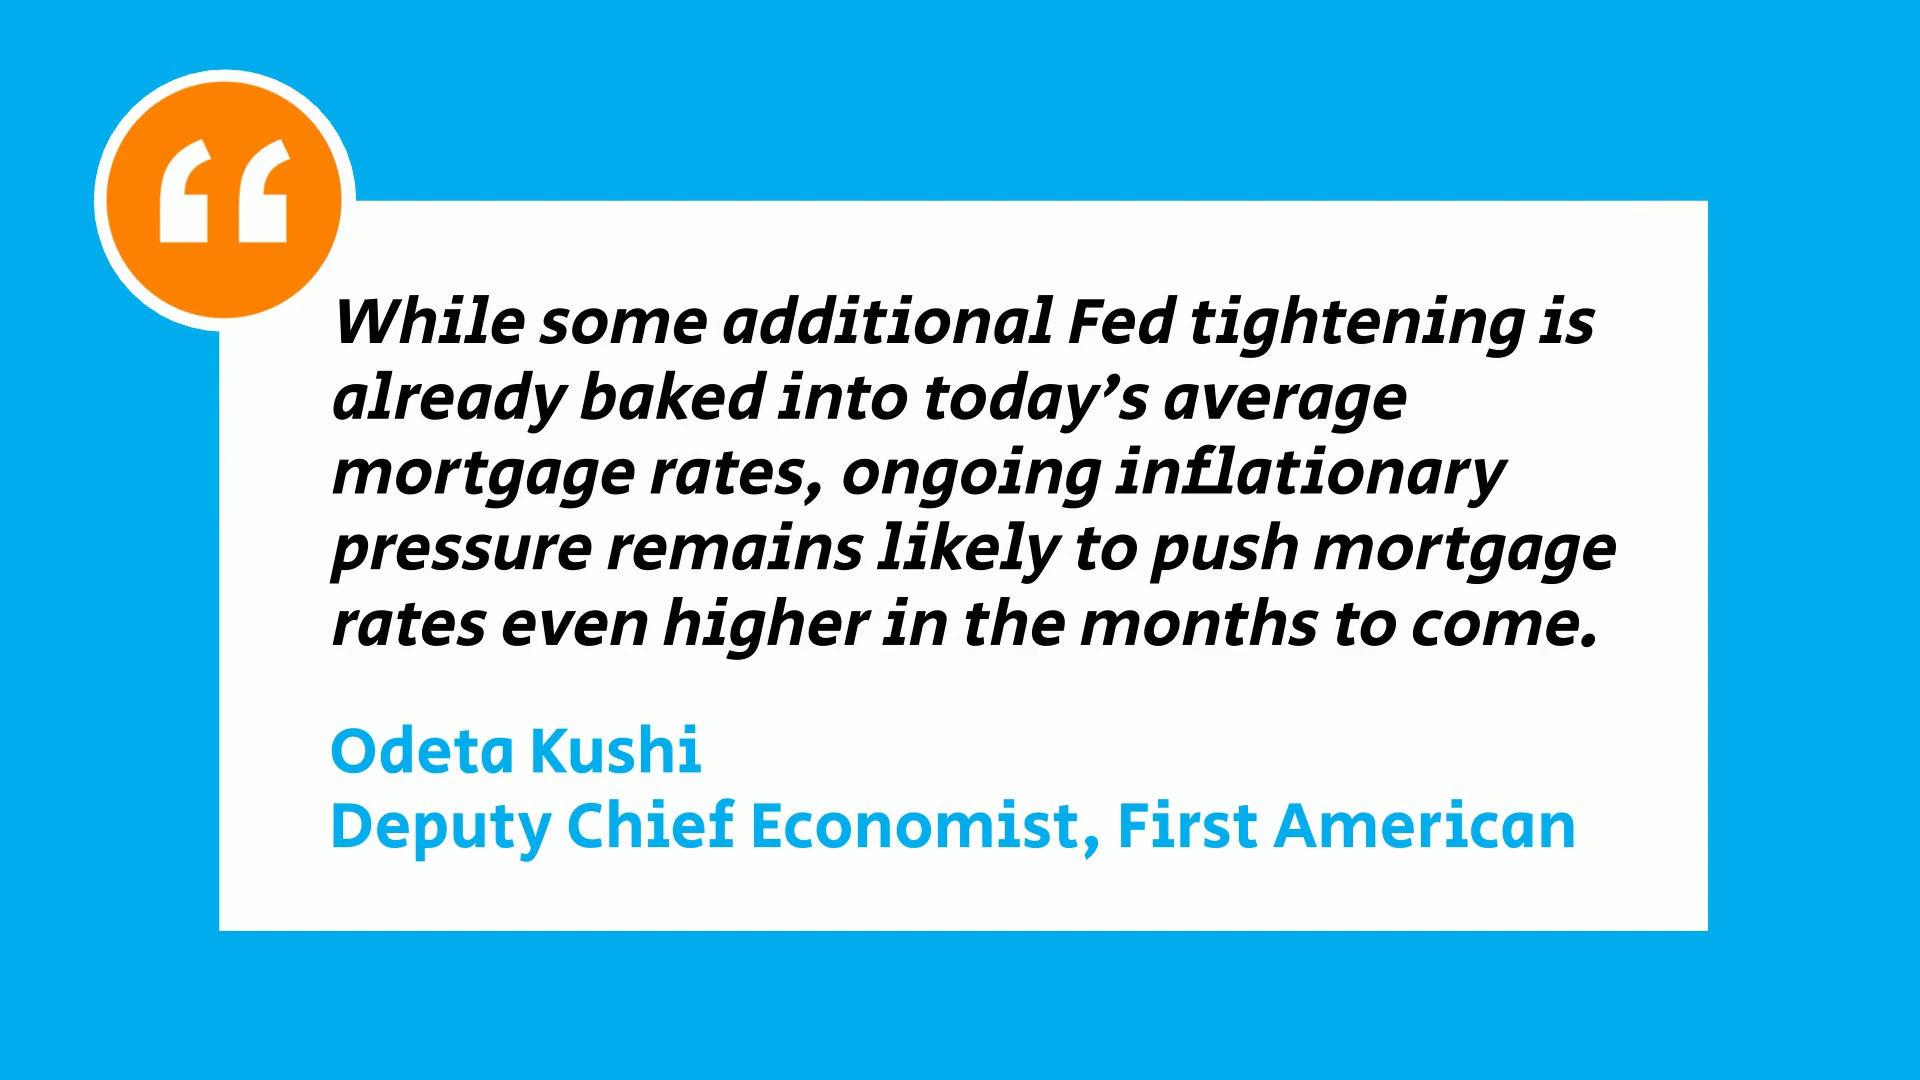 “
While some additional Fed tightening is
already baked into today’s average
mortgage rates, ongoing inflationary
pressure remains likely to push mortgage
rates even higher in the months to come.
Odeta Kushi
Deputy Chief Economist, First American